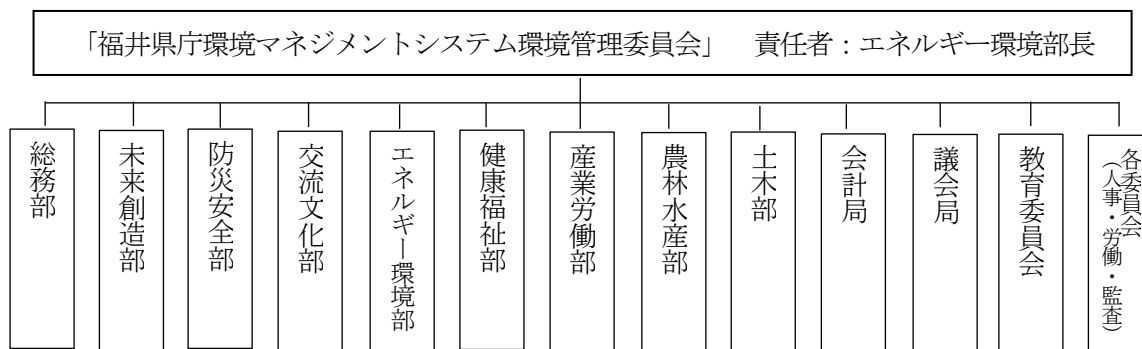 「福井県庁環境マネジメントシステム環境管理委員会」　責任者：エネルギー環境部長
総務部
未来創造部
防災安全部
交流文化部
エネルギー環境部
健康福祉部
産業労働部
農林水産部
土木部
会計局
議会局
教育委員会
各委員会
（人事・労働・監査）